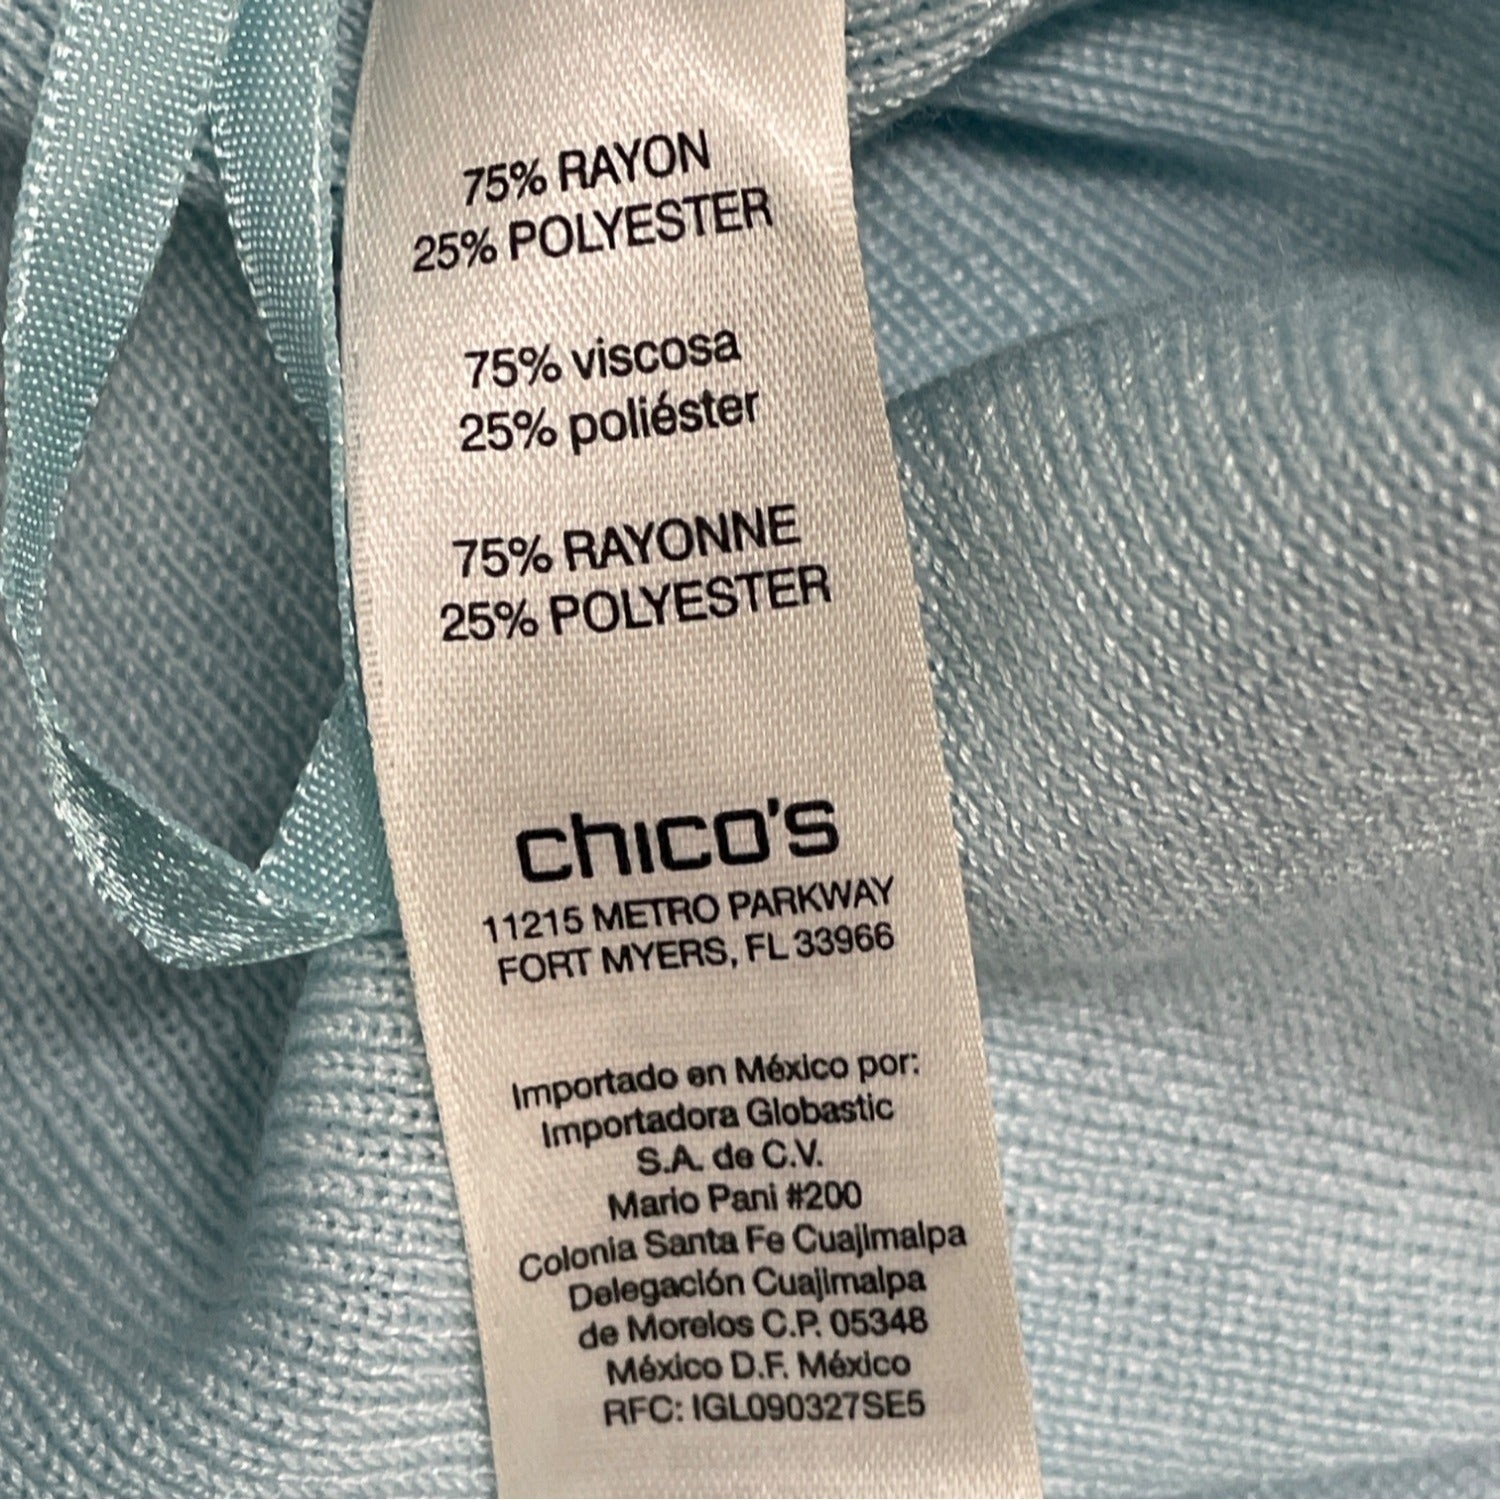 75% RAYON
25% POLYESTER
75% viscosa
25% poliéster
75% RAYONNE
25% POLYESTER
chico's
11215 METRO PARKWAY
FORT MYERS, FL 33966
Importado en México por:
Importadora Globastic
S.A. de C.V.
Mario Pani #200
Colonia Santa Fe Cuajimalpa
Delegación Cuajimalpa
de Morelos C.P. 05348
México D.F. México
RFC: IGL090327SE5